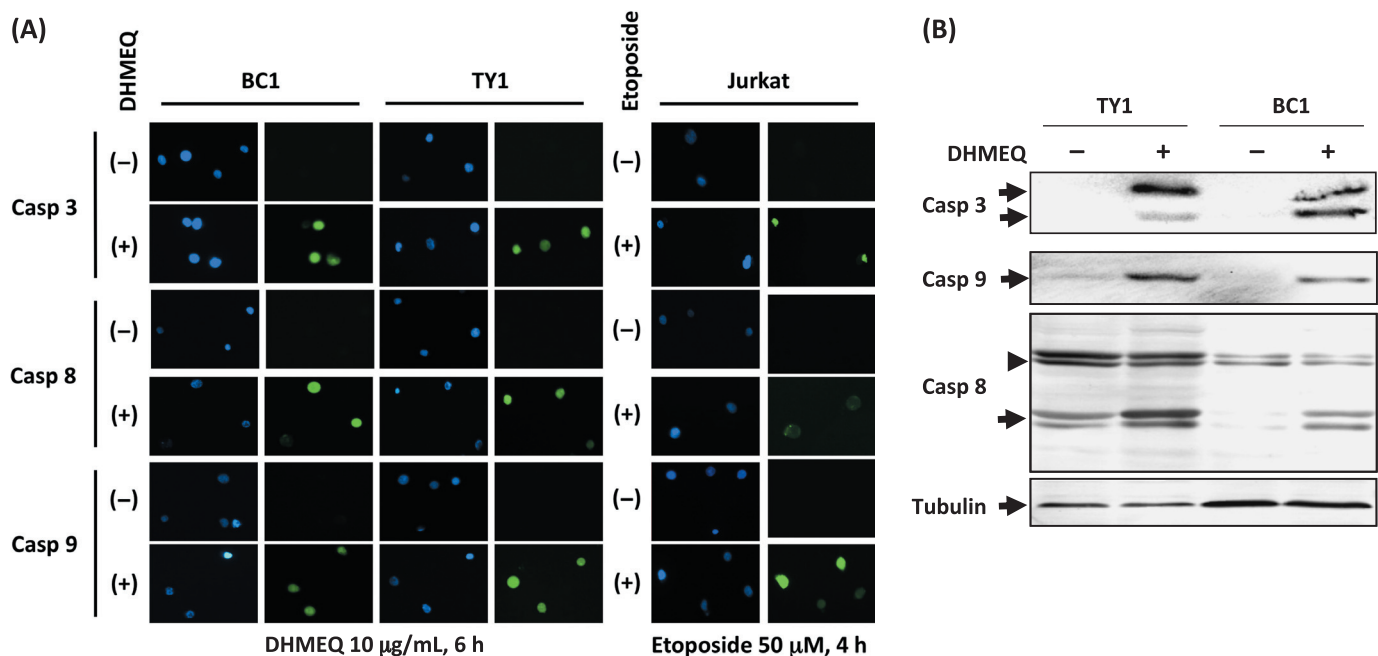 (A)
DHMEQ
BC1
TY1
Etoposide
Jurkat
Casp 3
(–)
(–)
(+)
(+)
Casp 8
(–)
(–)
(+)
(+)
Casp 9
(–)
(–)
(+)
(+)
DHMEQ 10 μg/mL, 6 h
Etoposide 50 μM, 4 h
(B)
TY1
BC1
DHMEQ – + – +
Casp 3
Casp 9
Casp 8
Tubulin